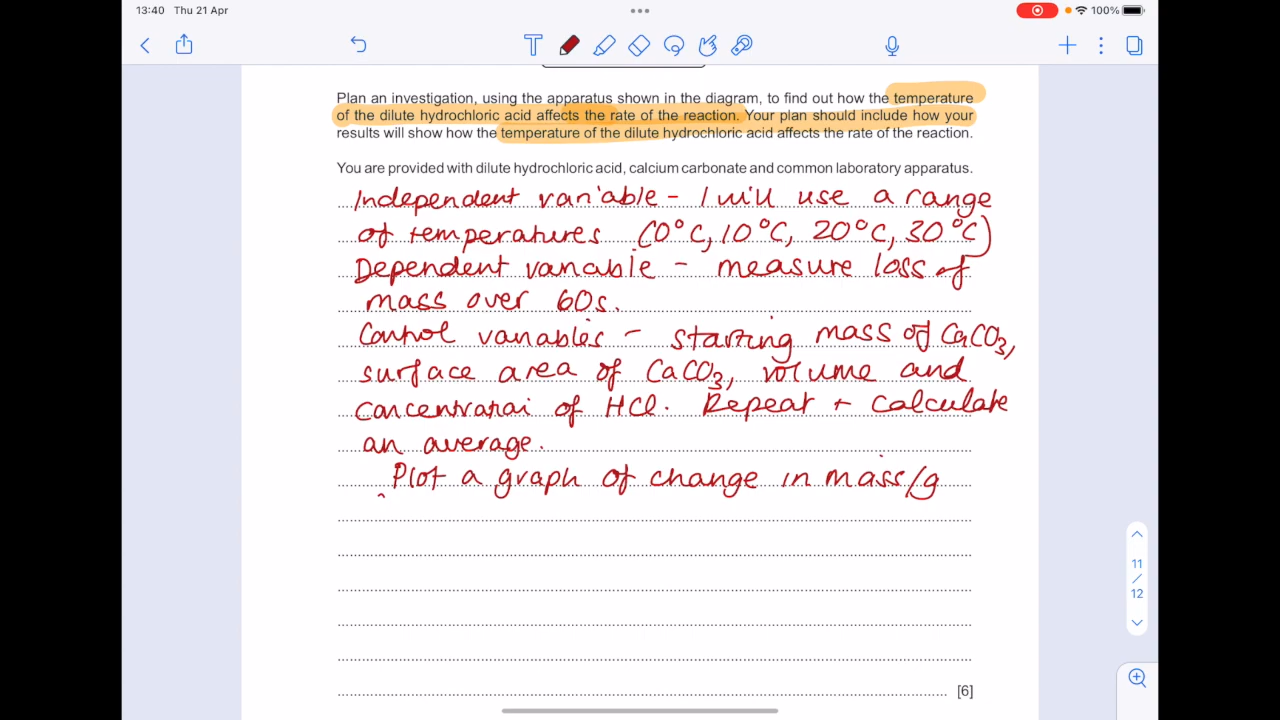 13:40 Thu 21 Apr
100%
Plan an investigation, using the apparatus shown in the diagram, to find out how the temperature
of the dilute hydrochloric acid affects the rate of the reaction. Your plan should include how your
results will show how the temperature of the dilute hydrochloric acid affects the rate of the reaction.
You are provided with dilute hydrochloric acid, calcium carbonate and common laboratory apparatus.
Independent variable - I will use a range
of temperatures (0°C, 10°C, 20°C, 30°C)
Dependent variable - measure loss of
mass over 60s.
Control variables - starting mass of CaCO3,
surface area of CaCO3, volume and
concentration of HCl. Repeat + calculate
an average.
Plot a graph of change in mass/g
[6]
11
/
12